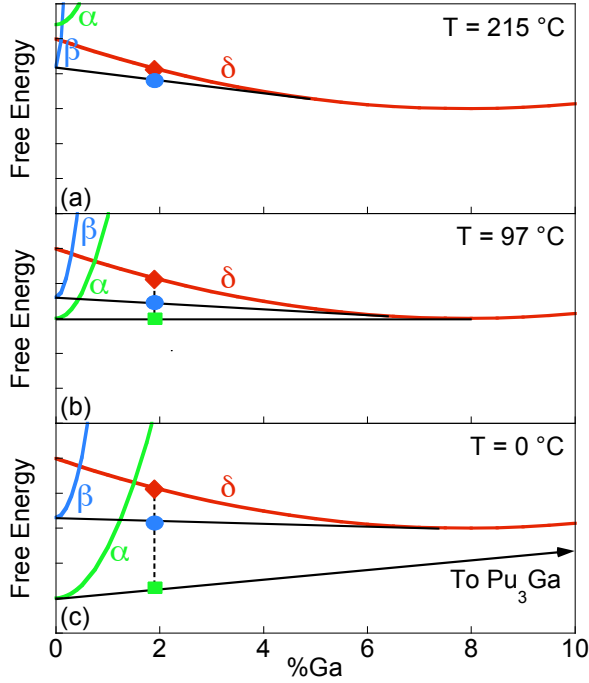 α
T = 215 °C
β
δ
Free Energy
(a)
β
T = 97 °C
α
δ
Free Energy
(b)
T = 0 °C
β
δ
α
Free Energy
To Pu₃Ga
(c)
0 2 4 6 8 10
%Ga